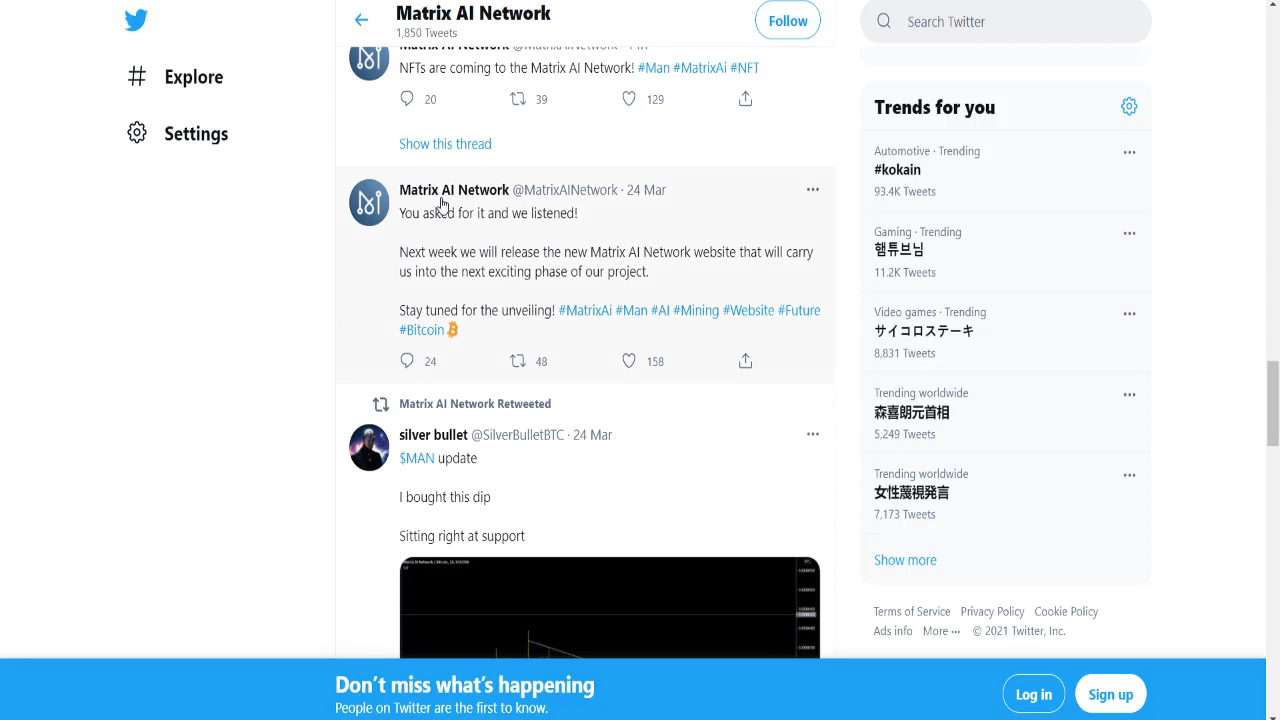 Matrix AI Network
1,850 Tweets
Follow
Search Twitter
Explore
Settings
Matrix AI Network @MatrixAINetwork
NFTs are coming to the Matrix AI Network! #Man #MatrixAi #NFT
20 39 129
Show this thread
Matrix AI Network @MatrixAINetwork · 24 Mar
You asked for it and we listened!
Next week we will release the new Matrix AI Network website that will carry
us into the next exciting phase of our project.
Stay tuned for the unveiling! #MatrixAi #Man #AI #Mining #Website #Future
#Bitcoin
24 48 158
Matrix AI Network Retweeted
silver bullet @SilverBulletBTC · 24 Mar
$MAN update
I bought this dip
Sitting right at support
Trends for you
Automotive · Trending
#kokain
93.4K Tweets
Gaming · Trending
햄튜브님
11.2K Tweets
Video games · Trending
サイコロステーキ
8,831 Tweets
Trending worldwide
森喜朗元首相
5,249 Tweets
Trending worldwide
女性蔑視発言
7,173 Tweets
Show more
Terms of Service Privacy Policy Cookie Policy
Ads info More ··· © 2021 Twitter, Inc.
Don't miss what's happening
People on Twitter are the first to know.
Log in
Sign up